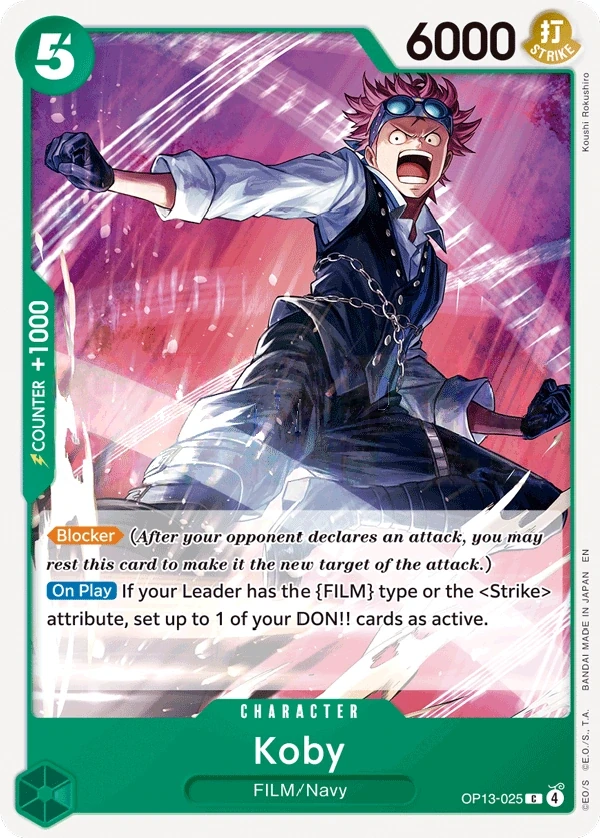 5
6000
打
STRIKE
Koushi Rokushiro
COUNTER +1000
Blocker (After your opponent declares an attack, you may
rest this card to make it the new target of the attack.)
On Play If your Leader has the {FILM} type or the <Strike>
attribute, set up to 1 of your DON!! cards as active.
CHARACTER
Koby
FILM/Navy
OP13-025 C 4
©E.O/S ©E.O./S., T.A. BANDAI MADE IN JAPAN EN